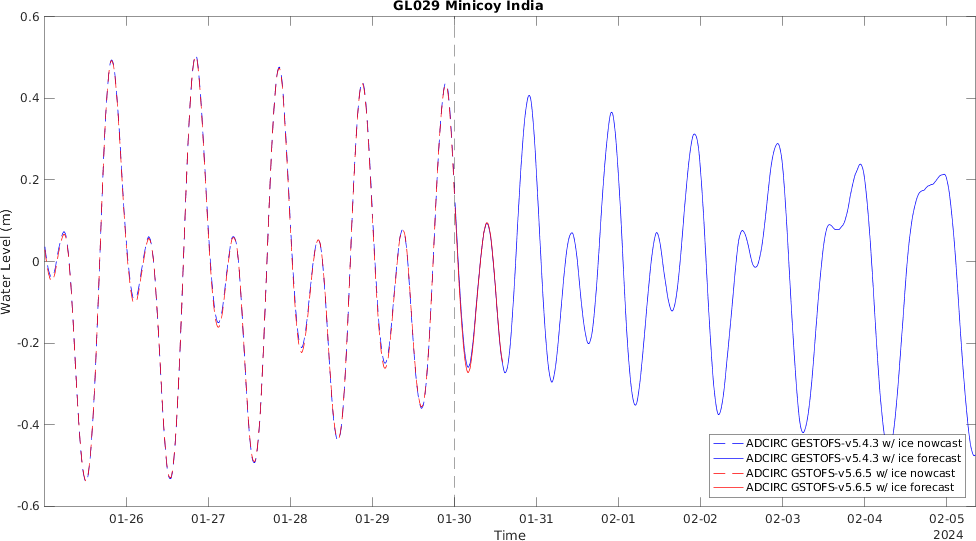 GL029 Minicoy India
0.6
0.4
0.2
0
-0.2
-0.4
-0.6
Water Level (m)
ADCIRC GESTOFS-v5.4.3 w/ ice nowcast
ADCIRC GESTOFS-v5.4.3 w/ ice forecast
ADCIRC GSTOFS-v5.6.5 w/ ice nowcast
ADCIRC GSTOFS-v5.6.5 w/ ice forecast
01-26 01-27 01-28 01-29 01-30 01-31 02-01 02-02 02-03 02-04 02-05
Time
2024